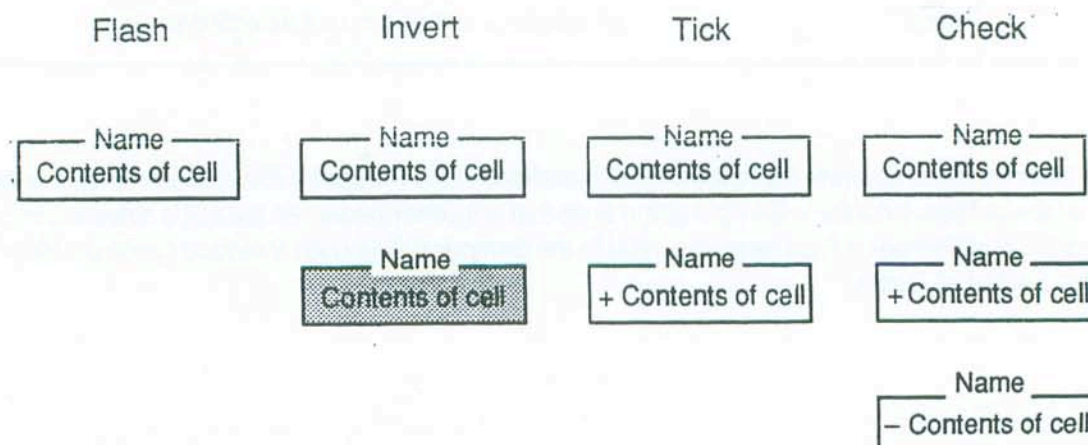 Flash Invert Tick Check
Name Name Name Name
Contents of cell Contents of cell Contents of cell Contents of cell
Name Name Name
Contents of cell + Contents of cell + Contents of cell
Name
– Contents of cell